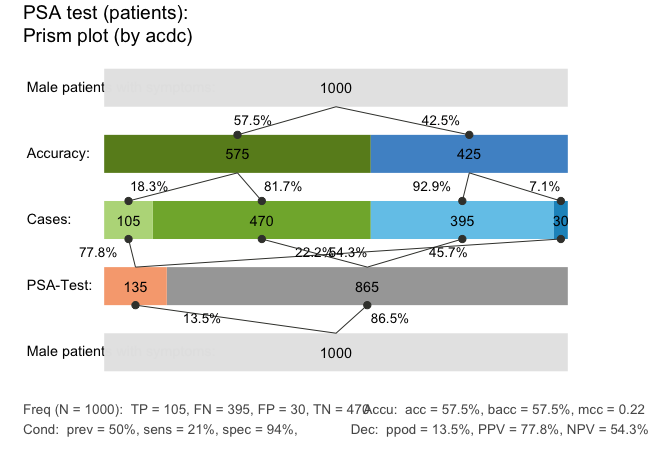 PSA test (patients):
Prism plot (by acdc)
Male patient
1000
57.5%
42.5%
Accuracy:
575
425
18.3%
81.7%
92.9%
7.1%
Cases:
105
470
395
30
77.8%
22.2%
54.3%
45.7%
PSA-Test:
135
865
13.5%
86.5%
Male patient
1000
Freq (N = 1000):  TP = 105, FN = 395, FP = 30, TN = 470
Accu:  acc = 57.5%, bacc = 57.5%, mcc = 0.22
Cond:  prev = 50%, sens = 21%, spec = 94%,
Dec:  ppod = 13.5%, PPV = 77.8%, NPV = 54.3%